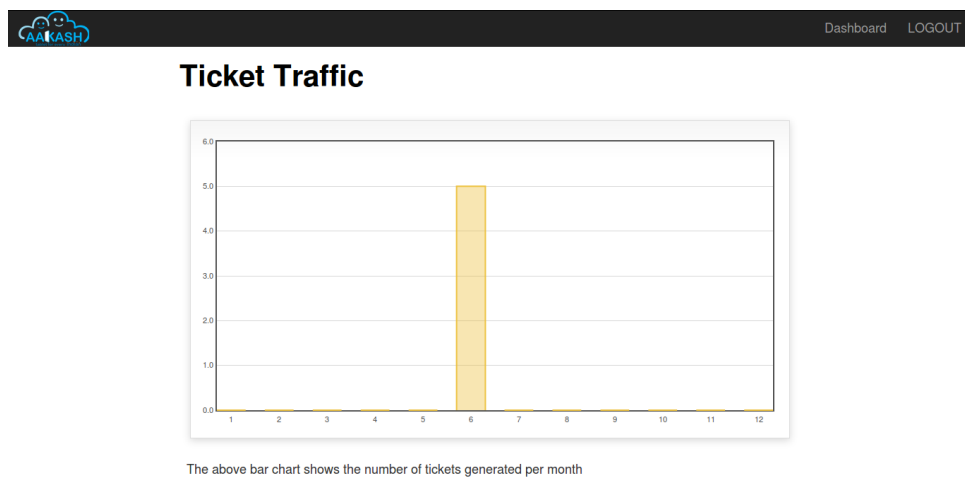 AAKASH
Dashboard LOGOUT
Ticket Traffic
6.0
5.0
4.0
3.0
2.0
1.0
0.0
1 2 3 4 5 6 7 8 9 10 11 12
The above bar chart shows the number of tickets generated per month